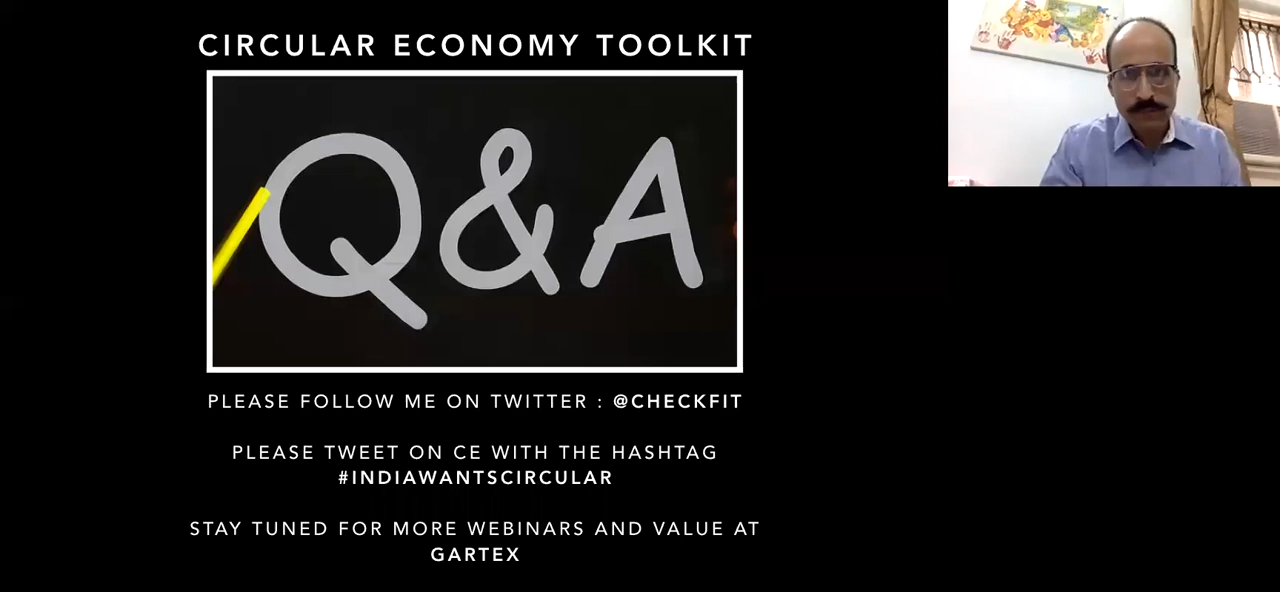 CIRCULAR ECONOMY TOOLKIT
Q&A
PLEASE FOLLOW ME ON TWITTER : @CHECKFIT
PLEASE TWEET ON CE WITH THE HASHTAG
#INDIAWANTSCIRCULAR
STAY TUNED FOR MORE WEBINARS AND VALUE AT
GARTEX